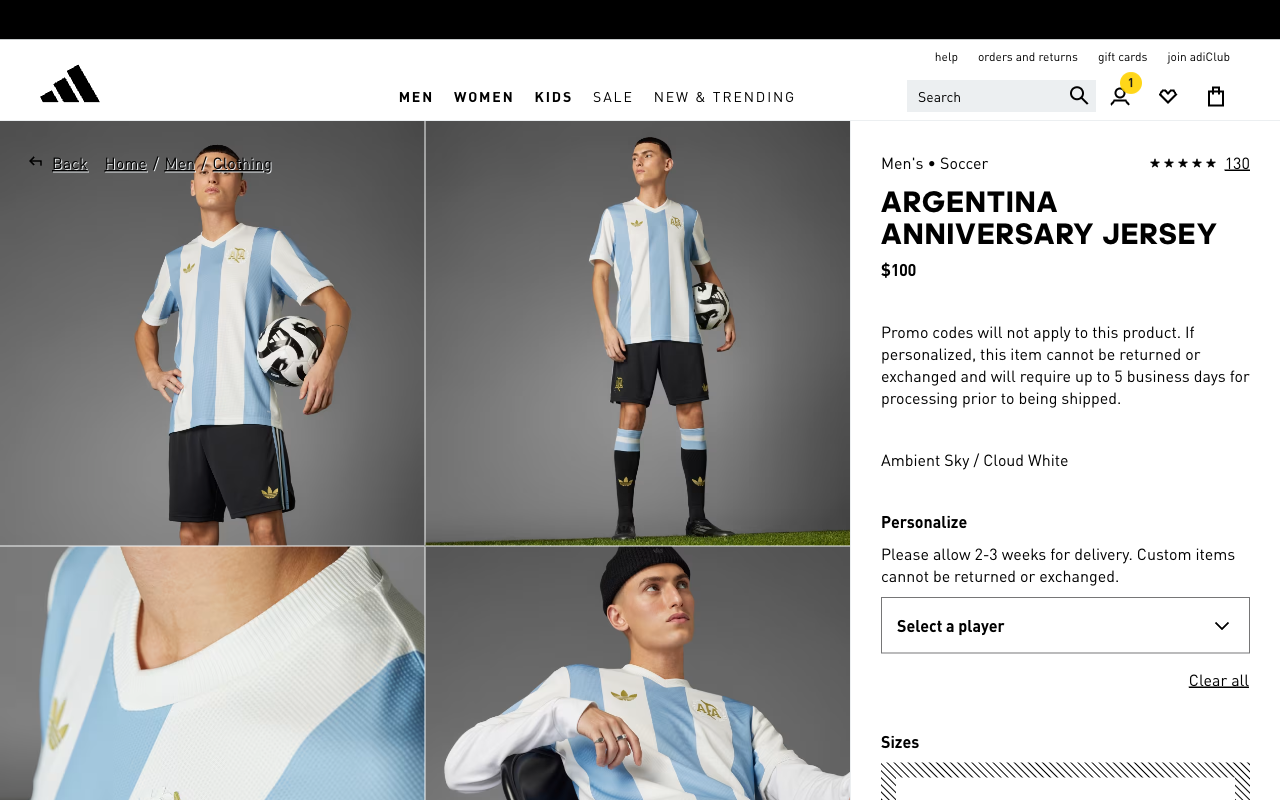 help orders and returns gift cards join adiClub
MEN WOMEN KIDS SALE NEW & TRENDING
Search
1
Back Home / Men / Clothing
Men's • Soccer
130
ARGENTINA
ANNIVERSARY JERSEY
$100
Promo codes will not apply to this product. If
personalized, this item cannot be returned or
exchanged and will require up to 5 business days for
processing prior to being shipped.
Ambient Sky / Cloud White
Personalize
Please allow 2-3 weeks for delivery. Custom items
cannot be returned or exchanged.
Select a player
Clear all
Sizes
AFA